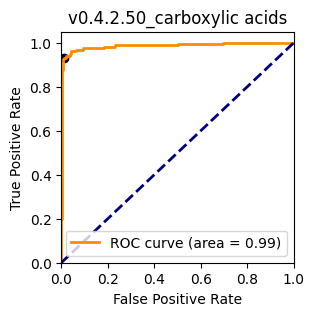 v0.4.2.50_carboxylic acids
True Positive Rate
1.0
0.8
0.6
0.4
0.2
0.0
ROC curve (area = 0.99)
0.0 0.2 0.4 0.6 0.8 1.0
False Positive Rate